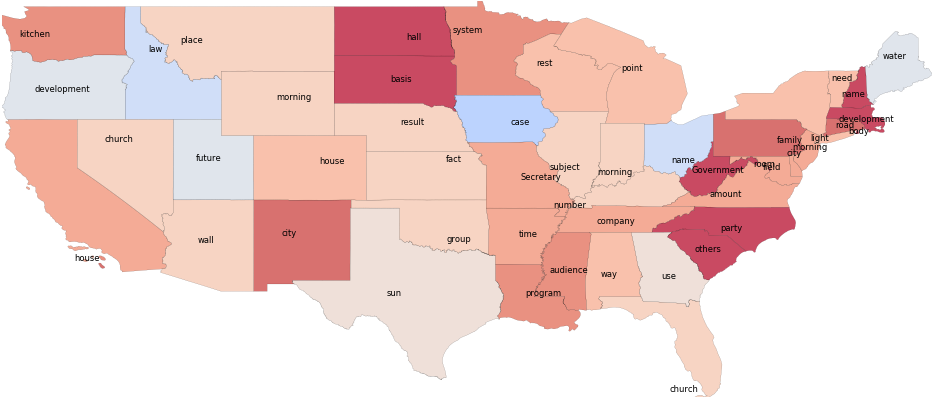 kitchen
system
hall
place
law
water
rest
point
basis
need
development
name
morning
development
result
case
road
body
light
church
family
morning
city
future
house
fact
name
room
field
subject
Government
morning
Secretary
amount
number
company
party
city
time
wall
group
others
house
audience
way
use
sun
program
church